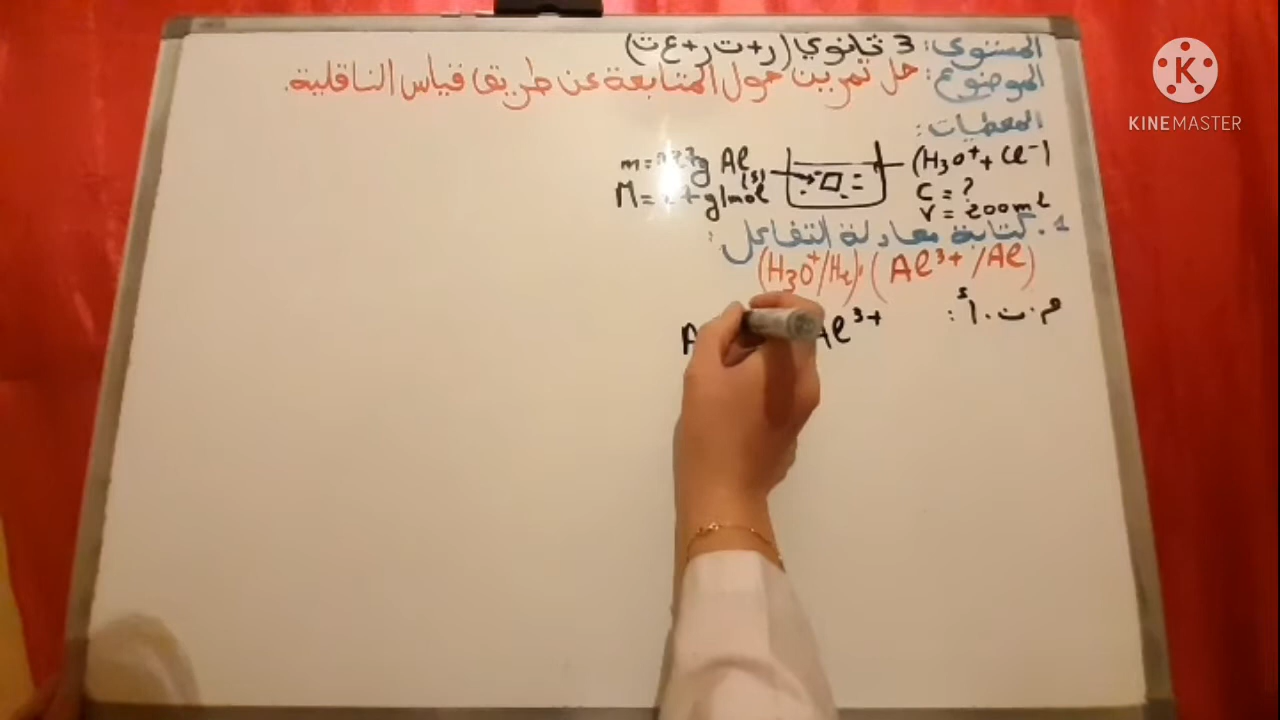 المستوى: 3 ثانوي (ر+ت ر+ع ت)
الموضوع: حل تمرين حول المتابعة عن طريق قياس الناقلية.
المعطيات:
(H3O+ + Cl-)
C = ?
V = 200ml
Al(s)
g/mol
1. كتابة معادلة التفاعل:
(H3O+/H2), (Al3+/Al)
م.ن.أ:
Al3+
K
KINEMASTER